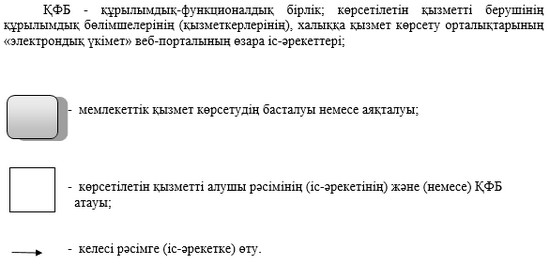 ҚФБ - құрылымдық-функционалдық бірлік; көрсетілетін қызметті берушінің
құрылымдық бөлімшелерінің (қызметкерлерінің), халыққа қызмет көрсету орталықтарының
«электрондық үкімет» веб-порталының өзара іс-әрекеттері;
- мемлекеттік қызмет көрсетудің басталуы немесе аяқталуы;
- көрсетілетін қызметті алушы рәсімінің (іс-әрекетінің) және (немесе) ҚФБ
атауы;
- келесі рәсімге (іс-әрекетке) өту.